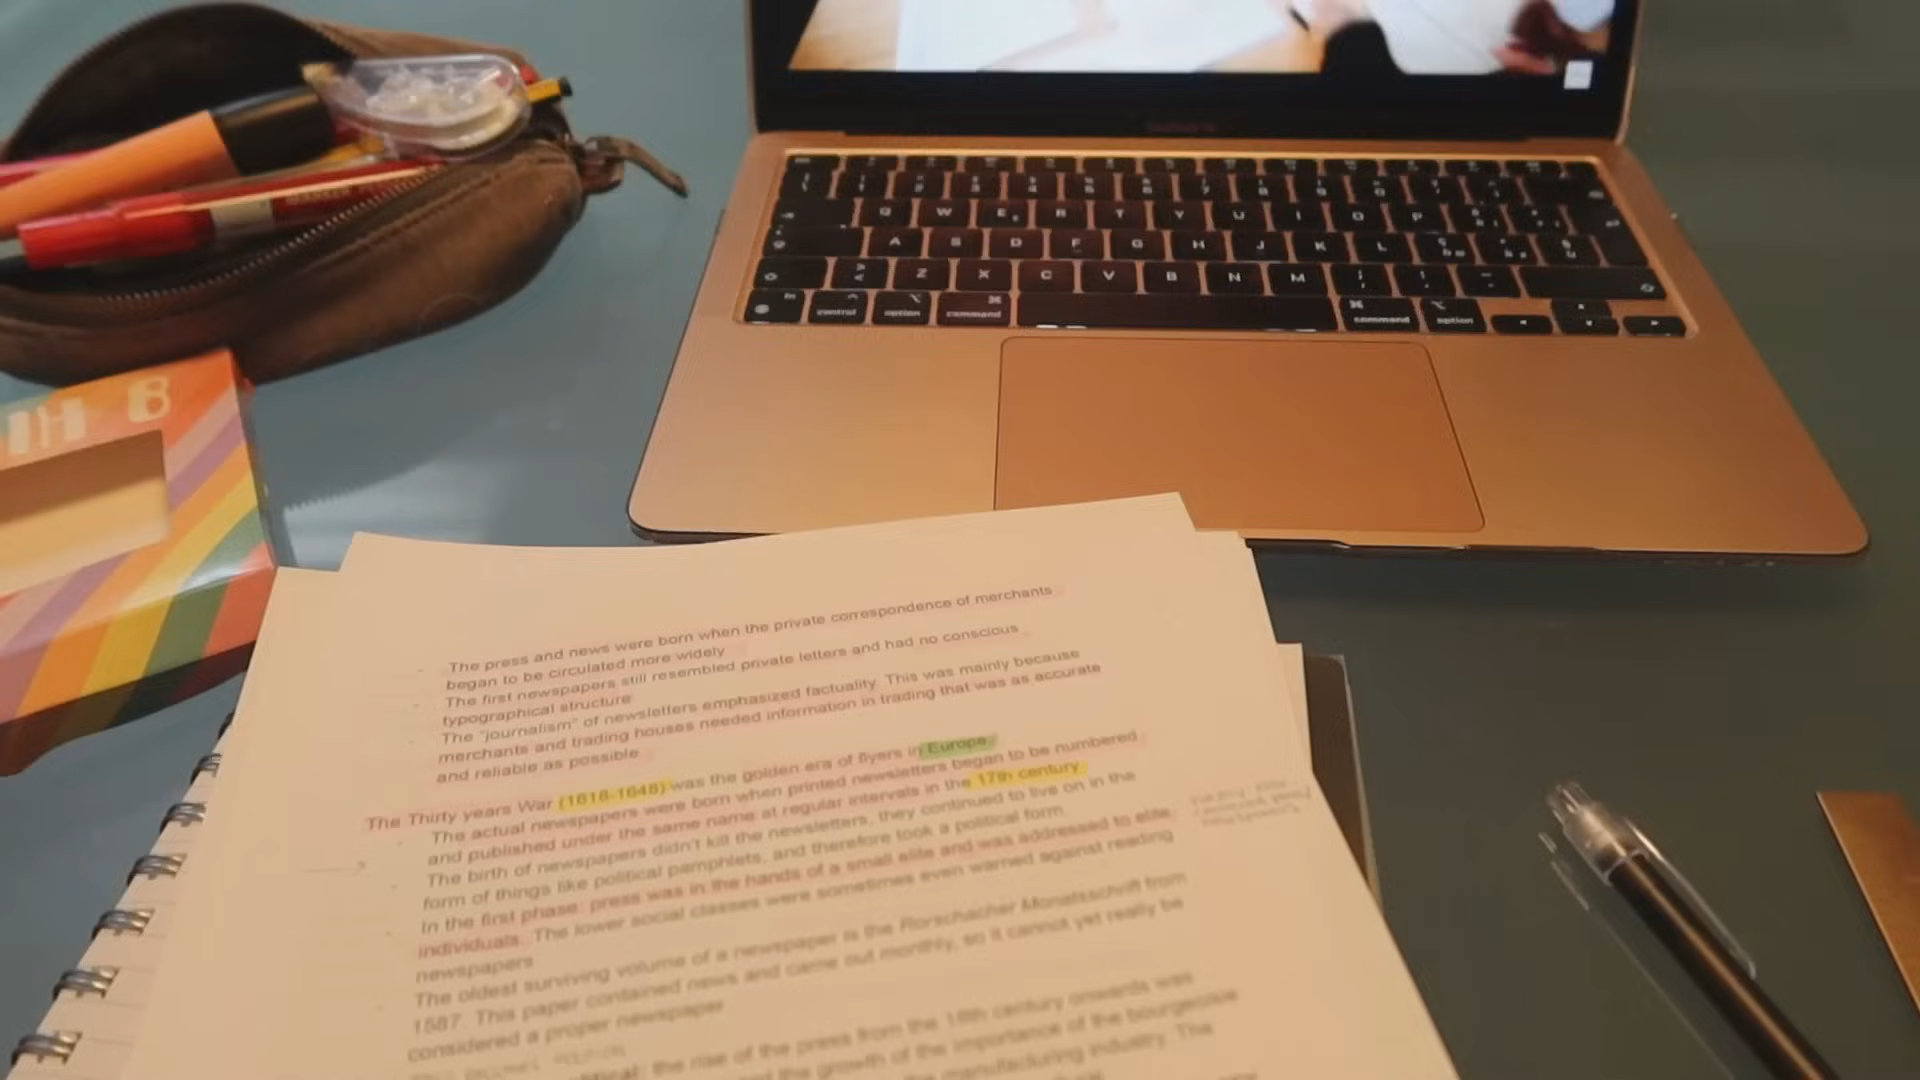 IH B
The press and news were born when the private correspondence of merchants
began to be circulated more widely
The first newspapers still resembled private letters and had no conscious
typographical structure
The "journalism" of newsletters emphasized factuality. This was mainly because
merchants and trading houses needed information in trading that was as accurate
and reliable as possible.
The Thirty years War (1618-1648) was the golden era of flyers in Europe.
The actual newspapers were born when printed newsletters began to be numbered
and published under the same name at regular intervals in the 17th century
The birth of newspapers didn't kill the newsletters, they continued to live on in the
form of things like political pamphlets, and therefore took a political form.
In the first phase: press was in the hands of a small elite and was addressed to elite
individuals. The lower social classes were sometimes even warned against reading
newspapers
The oldest surviving volume of a newspaper is the Rorschacher Monatsschrift from
1587. This paper contained news and came out monthly, so it cannot yet really be
considered a proper newspaper
the rise of the press from the 18th century onwards was
and the growth of the importance of the bourgeoisie
manufacturing industry. The
Q W E R T Y U I O P
A S D F G H J K L
Z X C V B N M
fn control option command command option